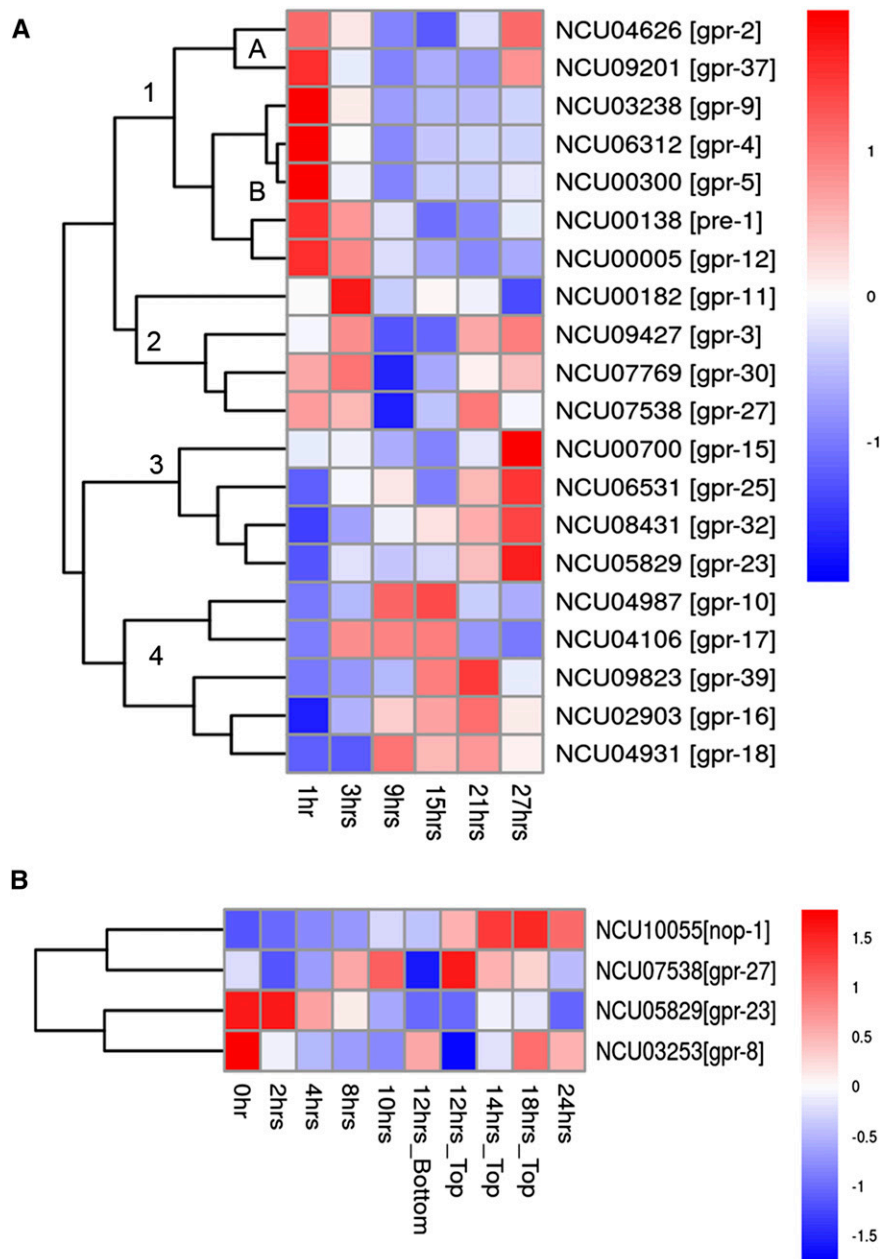 A
1
A
B
2
3
4
NCU04626 [gpr-2]
NCU09201 [gpr-37]
NCU03238 [gpr-9]
NCU06312 [gpr-4]
NCU00300 [gpr-5]
NCU00138 [pre-1]
NCU00005 [gpr-12]
NCU00182 [gpr-11]
NCU09427 [gpr-3]
NCU07769 [gpr-30]
NCU07538 [gpr-27]
NCU00700 [gpr-15]
NCU06531 [gpr-25]
NCU08431 [gpr-32]
NCU05829 [gpr-23]
NCU04987 [gpr-10]
NCU04106 [gpr-17]
NCU09823 [gpr-39]
NCU02903 [gpr-16]
NCU04931 [gpr-18]
1
0
-1
1hr
3hrs
9hrs
15hrs
21hrs
27hrs
B
NCU10055[nop-1]
NCU07538[gpr-27]
NCU05829[gpr-23]
NCU03253[gpr-8]
1.5
1
0.5
0
-0.5
-1
-1.5
0hr
2hrs
4hrs
8hrs
10hrs
12hrs_Bottom
12hrs_Top
14hrs_Top
18hrs_Top
24hrs